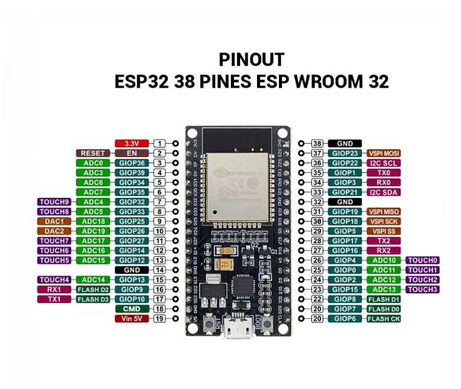 PINOUT
ESP32 38 PINES ESP WROOM 32
3.3V 1
RESET EN 2
ADC0 GIOP36 3
ADC3 GIOP39 4
ADC6 GIOP34 5
ADC7 GIOP35 6
TOUCH9 ADC4 GIOP32 7
TOUCH8 ADC5 GIOP33 8
DAC1 ADC18 GIOP25 9
DAC2 ADC19 GIOP26 10
TOUCH7 ADC17 GIOP27 11
TOUCH6 ADC16 GIOP14 12
TOUCH5 ADC15 GIOP12 13
GND 14
TOUCH4 ADC14 GIOP13 15
RX1 FLASH D2 GIOP9 16
TX1 FLASH D3 GIOP10 17
CMD 18
Vin 5V 19
38 GND
37 GIOP23 VSPI MOSI
36 GIOP22 I2C SCL
35 GIOP1 TX0
34 GIOP3 RX0
33 GIOP21 I2C SDA
32 GND
31 GIOP19 VSPI MISO
30 GIOP18 VSPI SCK
29 GIOP5 VSPI SS
28 GIOP17 TX2
27 GIOP16 RX2
26 GIOP4 ADC10 TOUCH0
25 GIOP0 ADC11 TOUCH1
24 GIOP2 ADC12 TOUCH2
23 GIOP15 ADC13 TOUCH3
22 GIOP8 FLASH D1
20 GIOP7 FLASH D0
20 GIOP6 FLASH CK